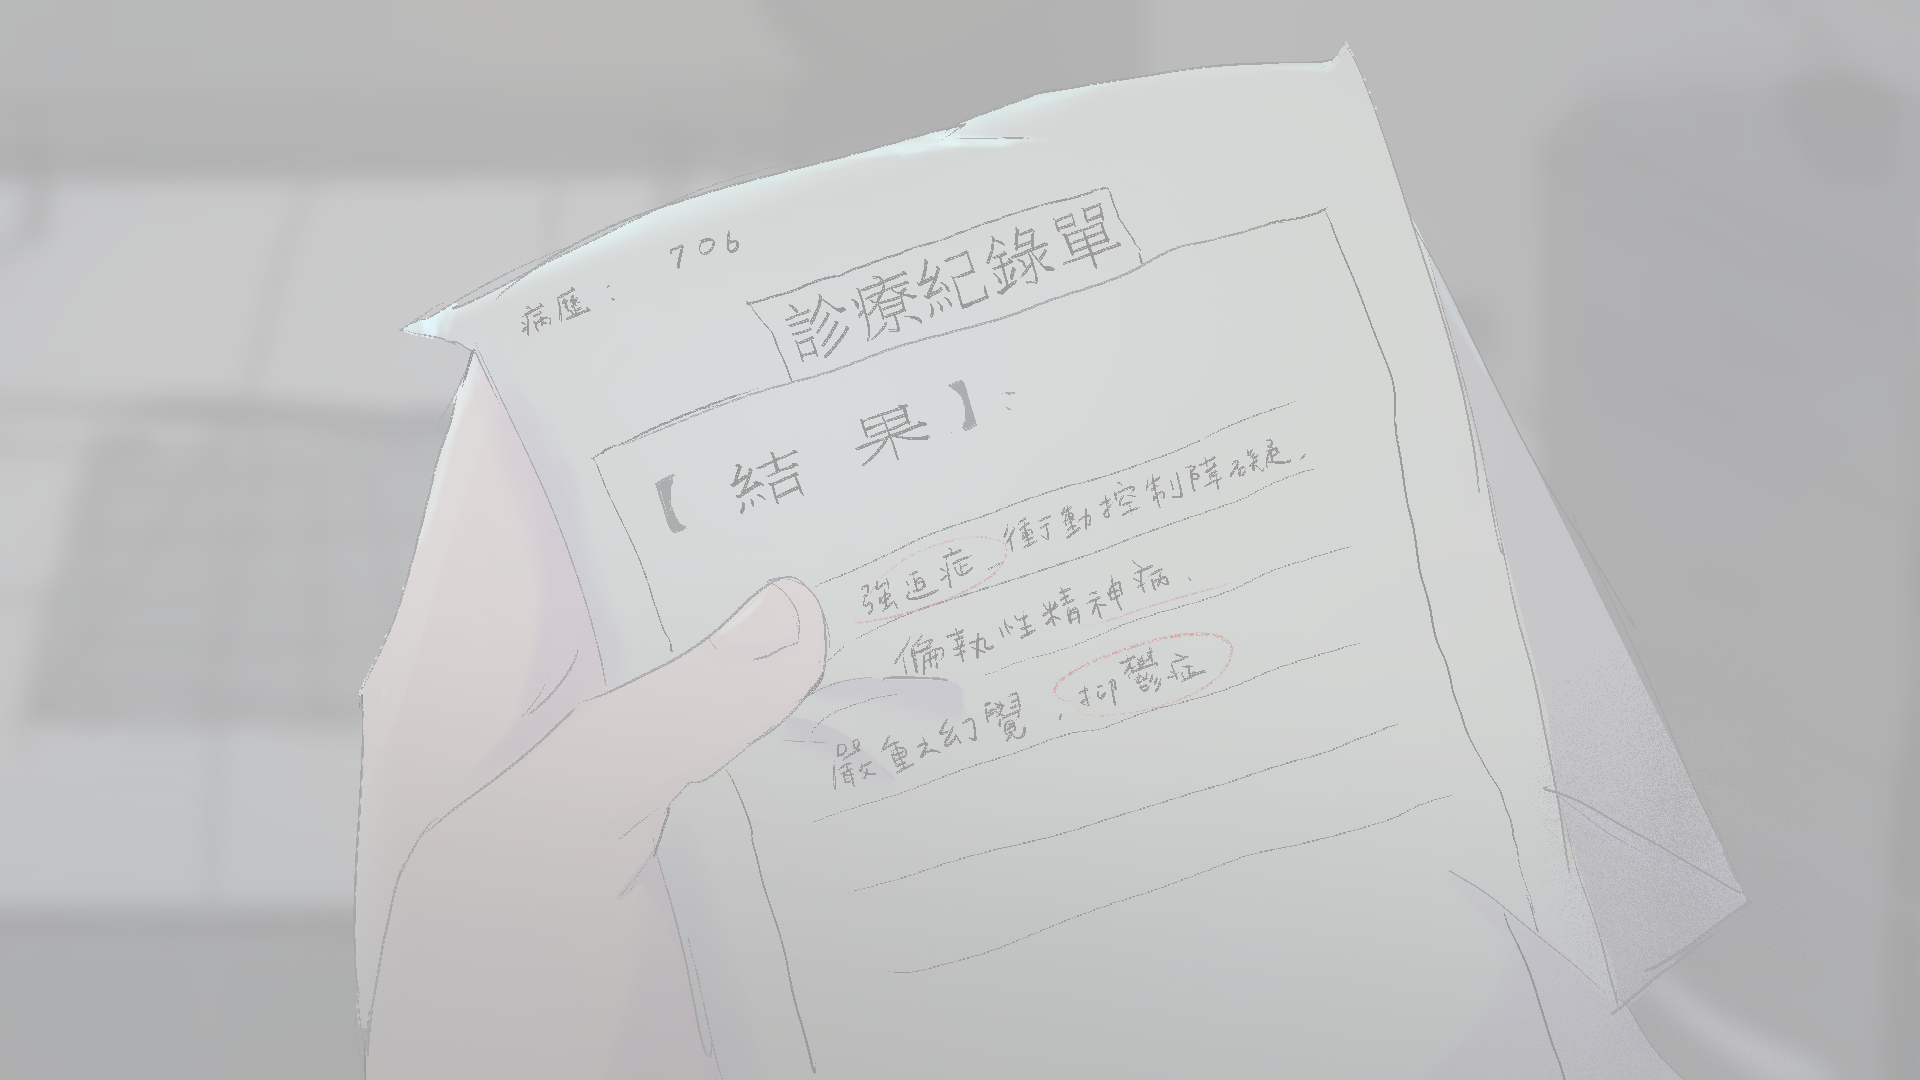 病歷： 706
診療紀錄單
【結果】：
強迫症、衝動控制障礙、
偏執性精神病、
嚴重幻覺、抑鬱症